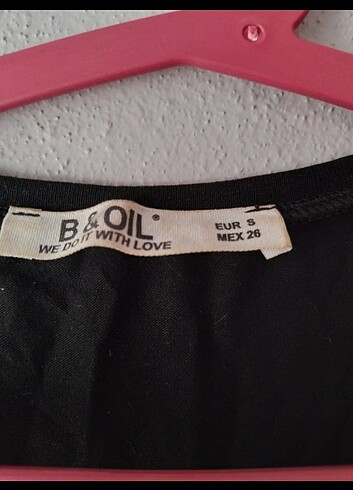 B & OIL®
WE DO IT WITH LOVE
EUR S
MEX 26